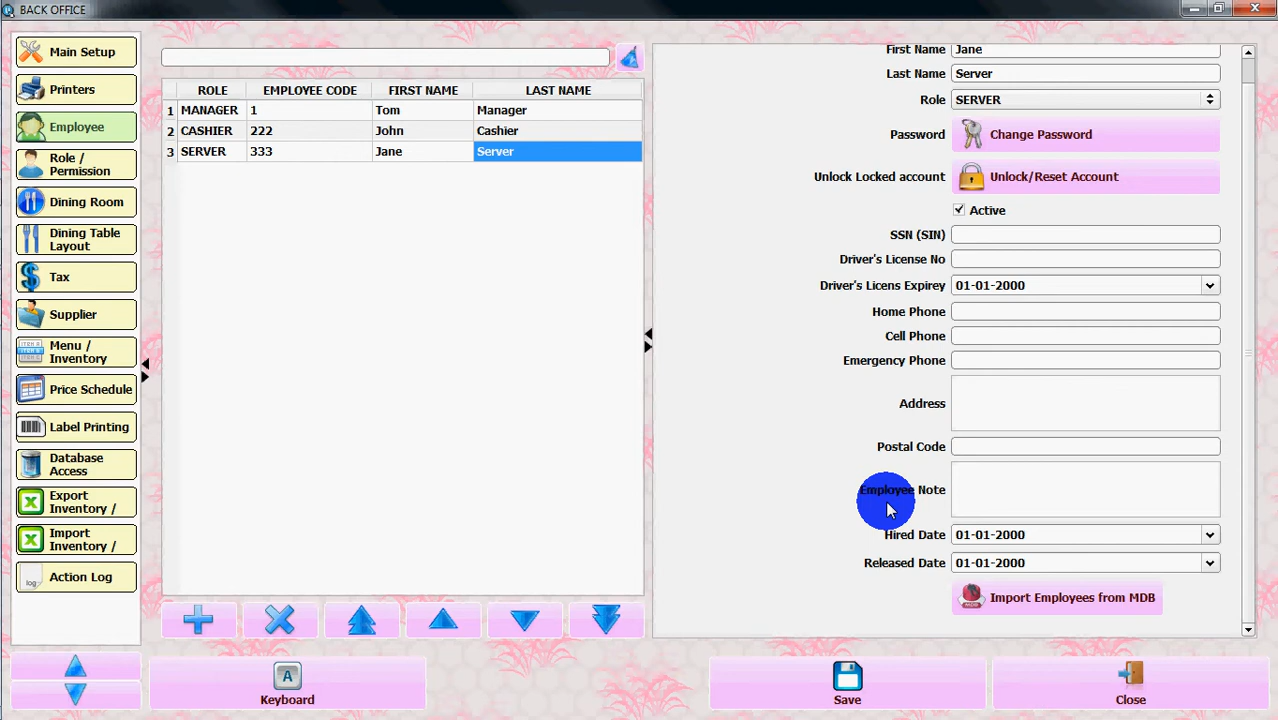 BACK OFFICE
Main Setup
Printers
Employee
Role /
Permission
Dining Room
Dining Table
Layout
Tax
Supplier
Menu /
Inventory
Price Schedule
Label Printing
Database
Access
Export
Inventory /
Import
Inventory /
log
Action Log
ROLE EMPLOYEE CODE FIRST NAME LAST NAME
1 MANAGER 1 Tom Manager
2 CASHIER 222 John Cashier
3 SERVER 333 Jane Server
First Name Jane
Last Name Server
Role SERVER
Password Change Password
Unlock Locked account Unlock/Reset Account
Active
SSN (SIN)
Driver's License No
Driver's Licens Expirey 01-01-2000
Home Phone
Cell Phone
Emergency Phone
Address
Postal Code
Employee Note
Hired Date 01-01-2000
Released Date 01-01-2000
MDB Import Employees from MDB
A
Keyboard
Save
Close